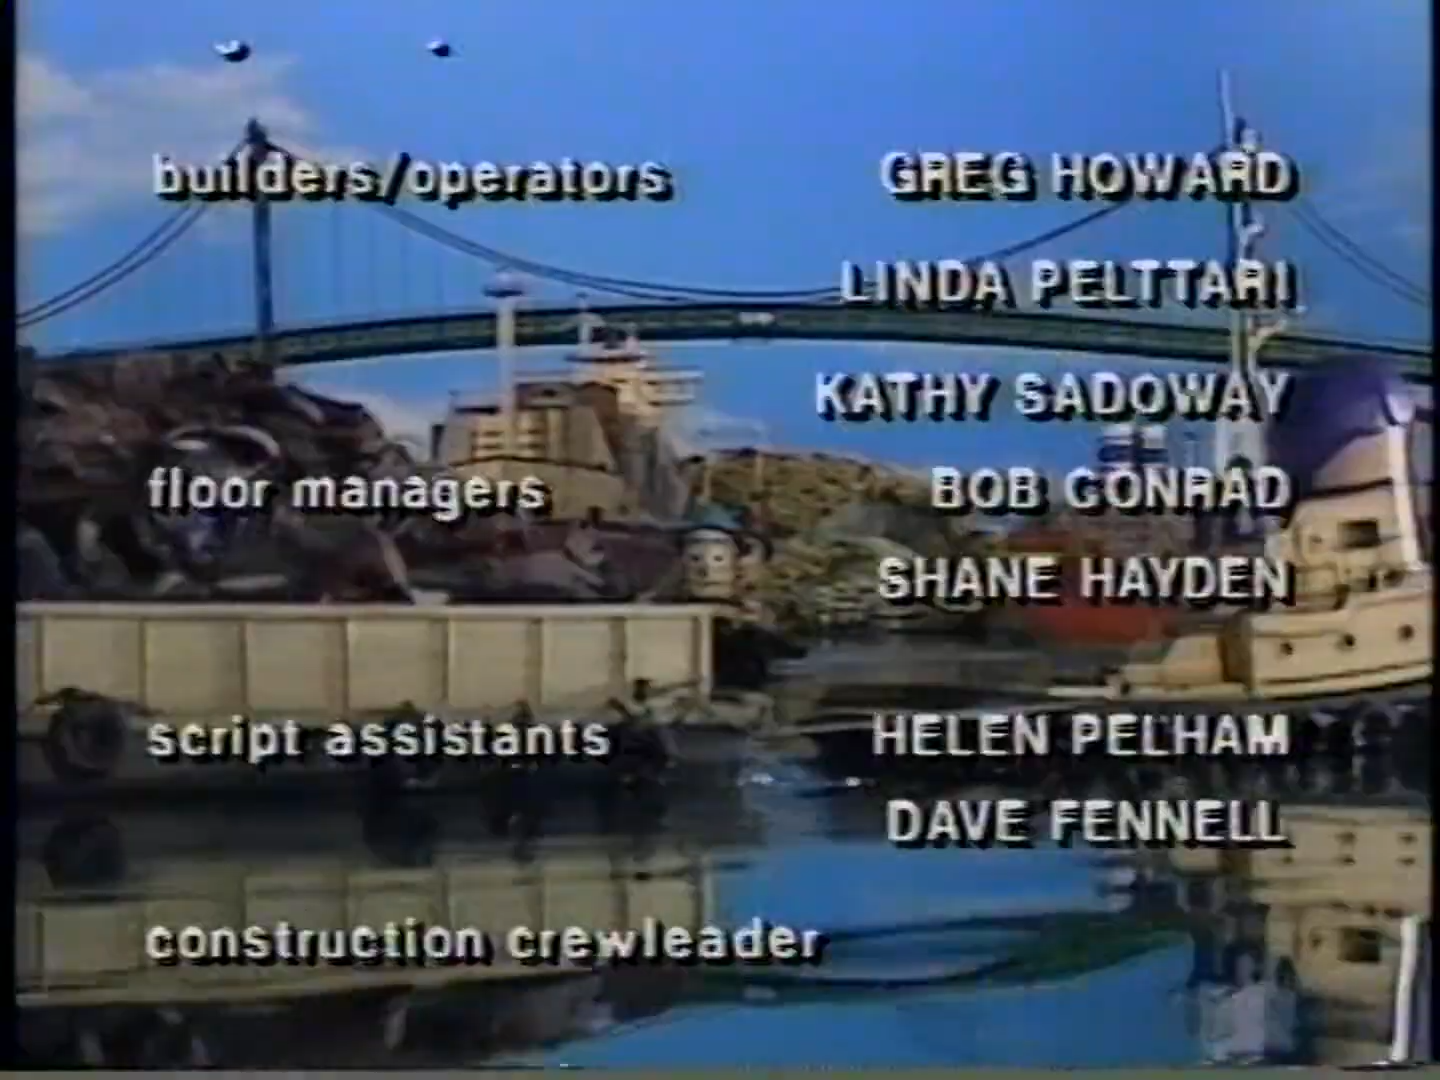 builders/operators GREG HOWARD
LINDA PELTTARI
KATHY SADOWAY
floor managers BOB CONRAD
SHANE HAYDEN
script assistants HELEN PELHAM
DAVE FENNELL
construction crewleader